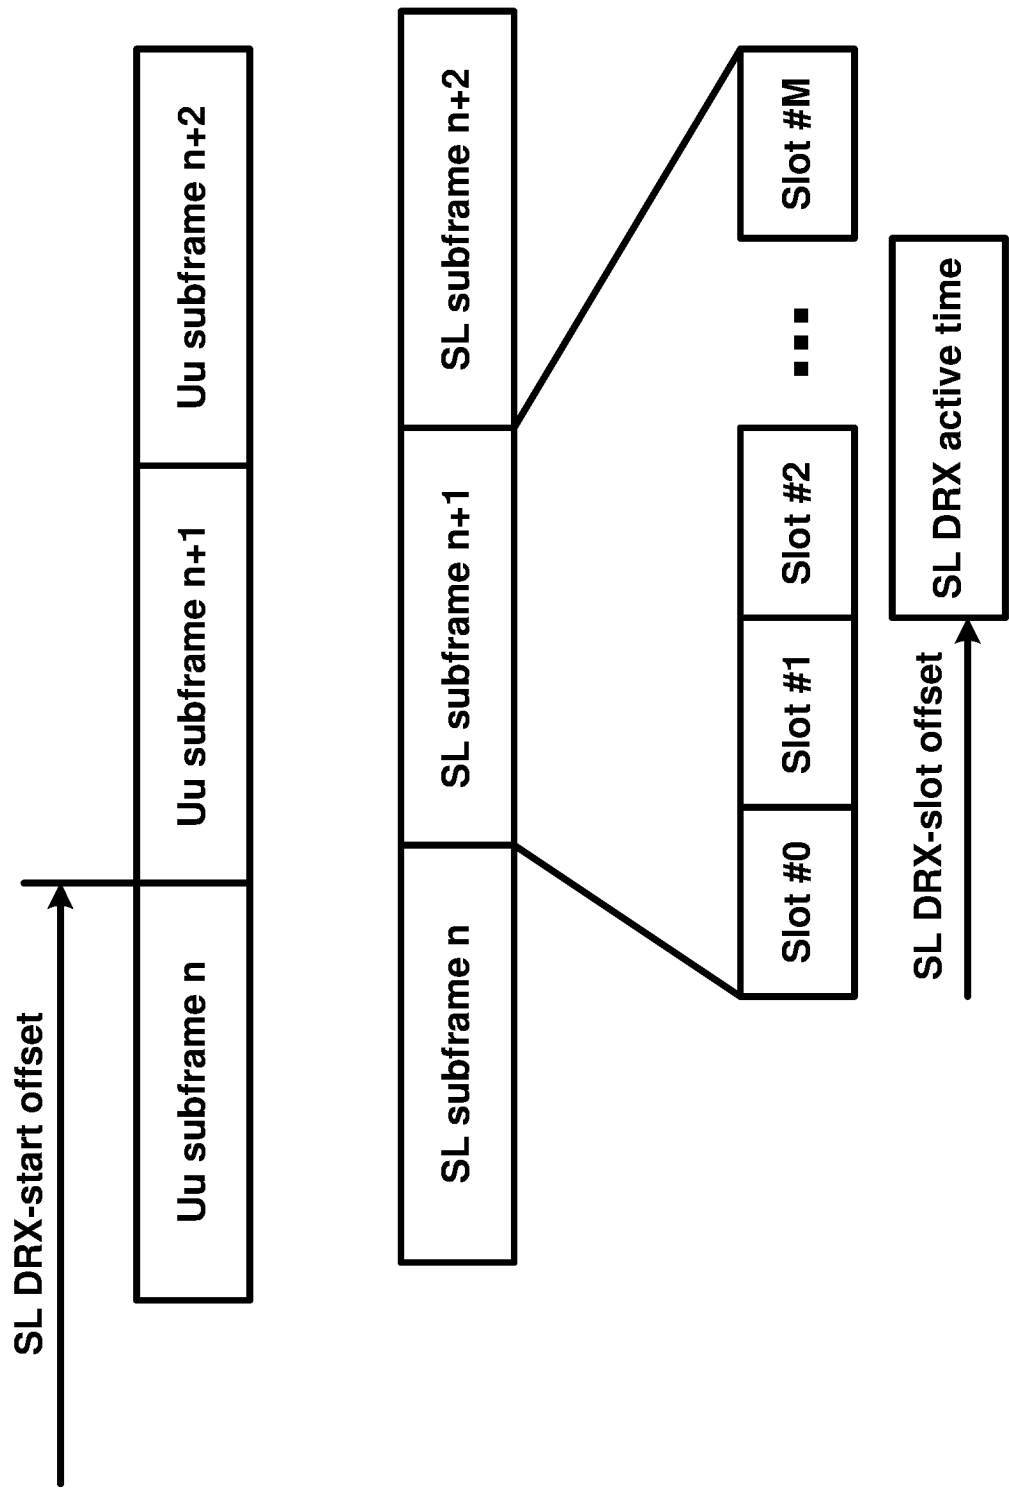 SL DRX-start offset
Uu subframe n
Uu subframe n+1
Uu subframe n+2
SL subframe n
SL subframe n+1
SL subframe n+2
Slot #0
Slot #1
Slot #2
Slot #M
SL DRX-slot offset
SL DRX active time